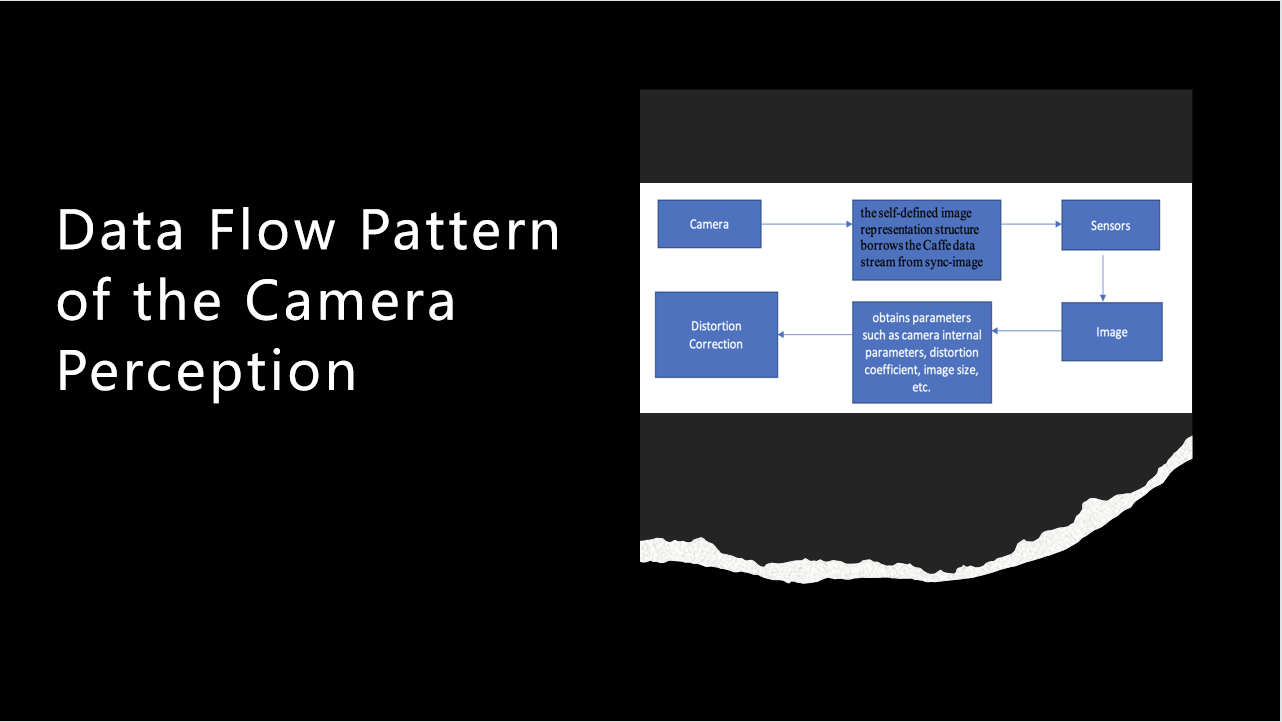 Data Flow Pattern
of the Camera
Perception
Camera
the self-defined image
representation structure
borrows the Caffe data
stream from sync-image
Sensors
Image
obtains parameters
such as camera internal
parameters, distortion
coefficient, image size,
etc.
Distortion
Correction